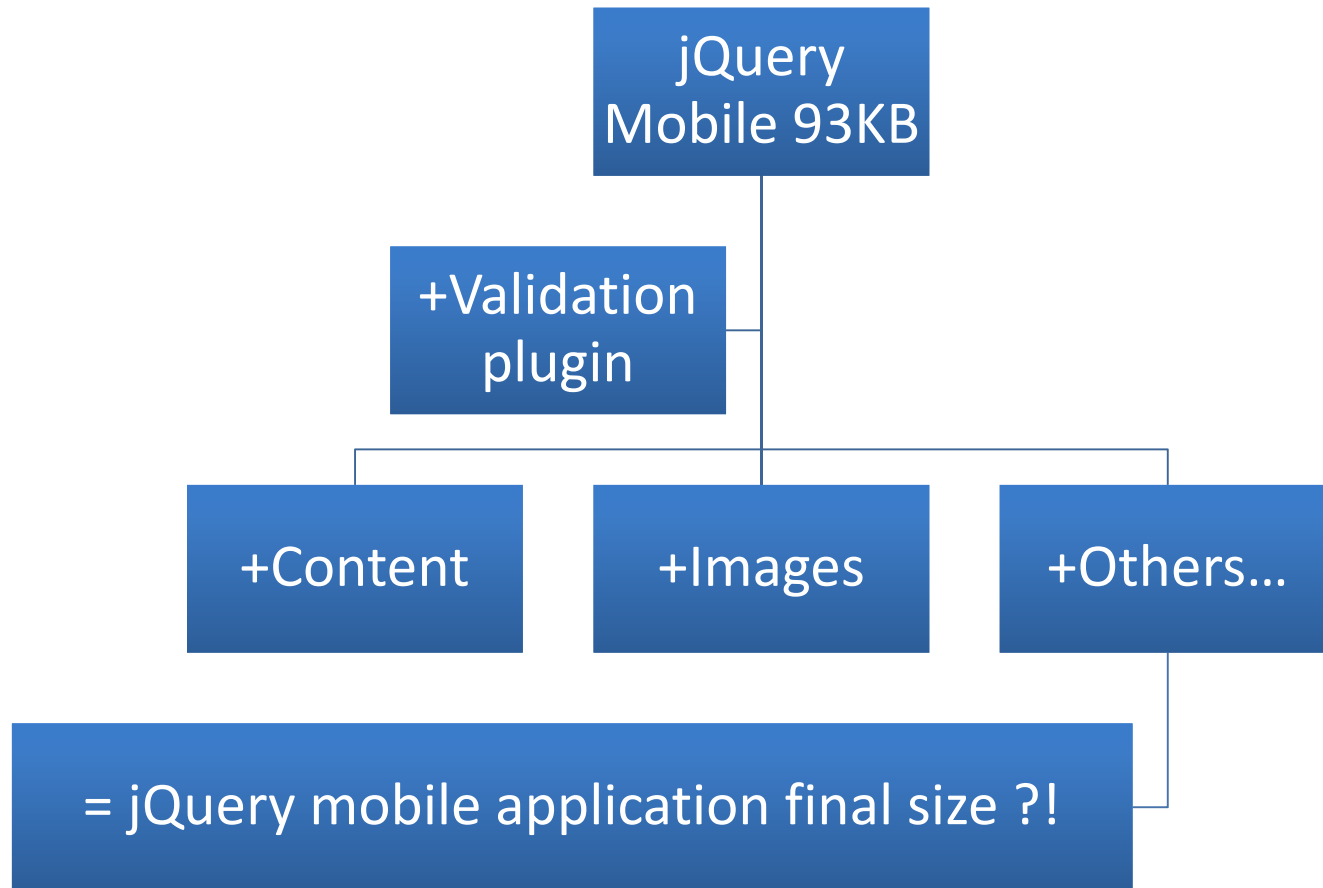 jQuery
Mobile 93KB
+Validation
plugin
+Content
+Images
+Others…
= jQuery mobile application final size ?!